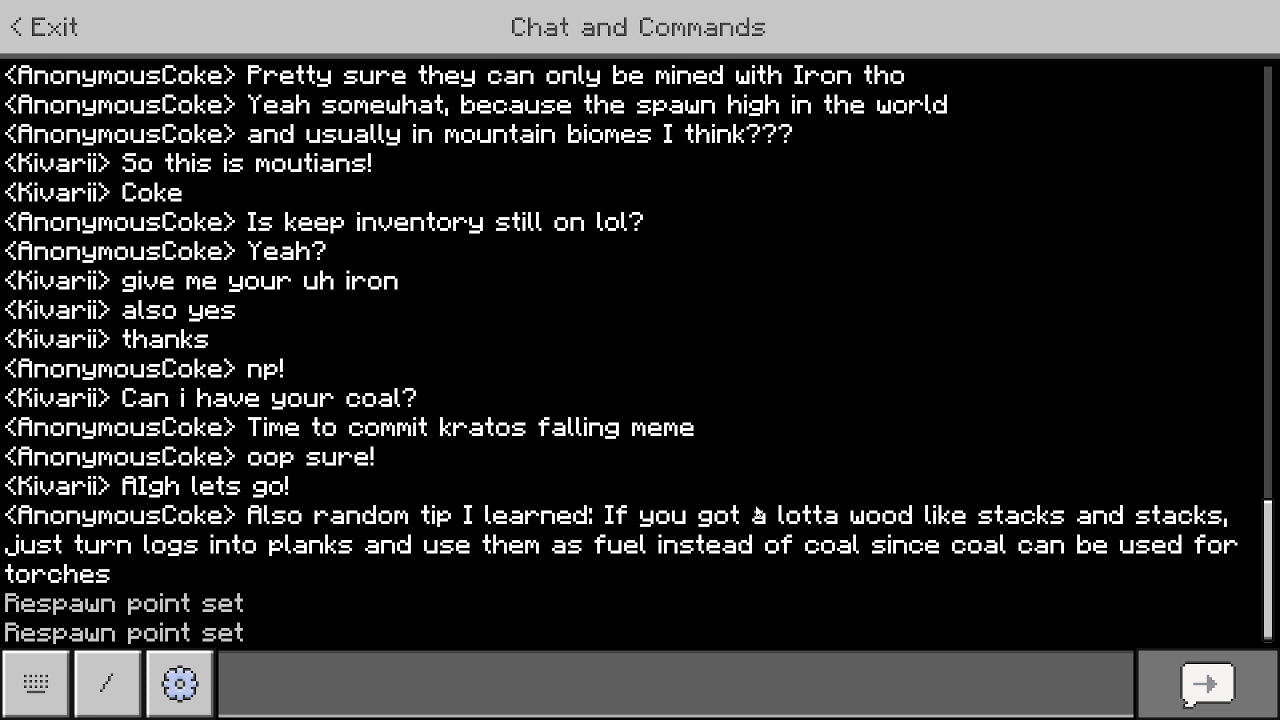 < Exit
Chat and Commands
<AnonymousCoke> Pretty sure they can only be mined with Iron tho
<AnonymousCoke> Yeah somewhat, because the spawn high in the world
<AnonymousCoke> and usually in mountain biomes I think???
<Kivarii> So this is moutians!
<Kivarii> Coke
<AnonymousCoke> Is keep inventory still on lol?
<AnonymousCoke> Yeah?
<Kivarii> give me your uh iron
<Kivarii> also yes
<Kivarii> thanks
<AnonymousCoke> np!
<Kivarii> Can i have your coal?
<AnonymousCoke> Time to commit kratos falling meme
<AnonymousCoke> oop sure!
<Kivarii> AIgh lets go!
<AnonymousCoke> Also random tip I learned: If you got a lotta wood like stacks and stacks,
just turn logs into planks and use them as fuel instead of coal since coal can be used for
torches
Respawn point set
Respawn point set
/